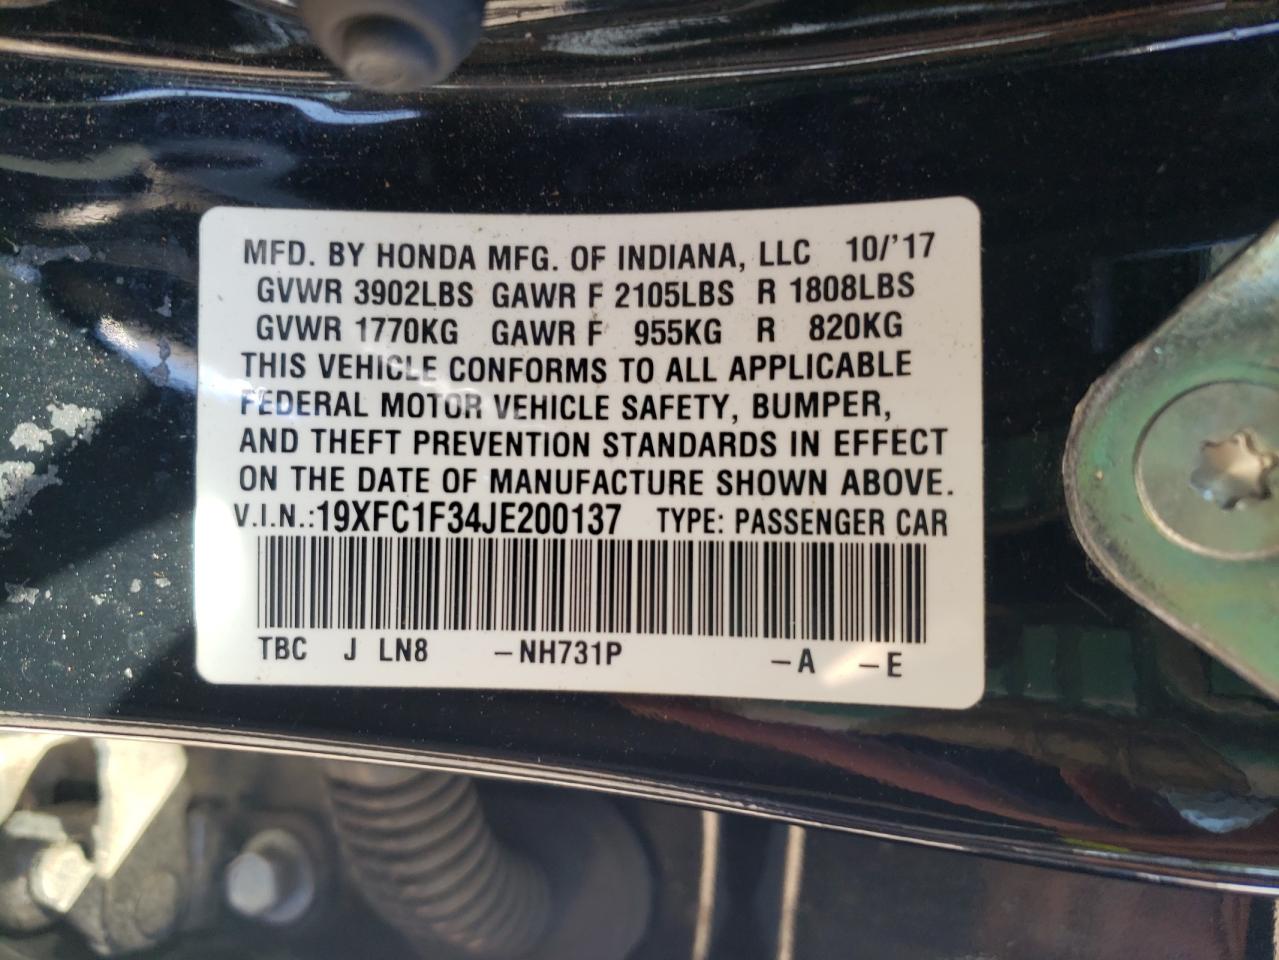 MFD. BY HONDA MFG. OF INDIANA, LLC 10/'17
GVWR 3902LBS GAWR F 2105LBS R 1808LBS
GVWR 1770KG GAWR F 955KG R 820KG
THIS VEHICLE CONFORMS TO ALL APPLICABLE
FEDERAL MOTOR VEHICLE SAFETY, BUMPER,
AND THEFT PREVENTION STANDARDS IN EFFECT
ON THE DATE OF MANUFACTURE SHOWN ABOVE.
V.I.N.:19XFC1F34JE200137 TYPE: PASSENGER CAR
TBC J LN8 –NH731P –A –E